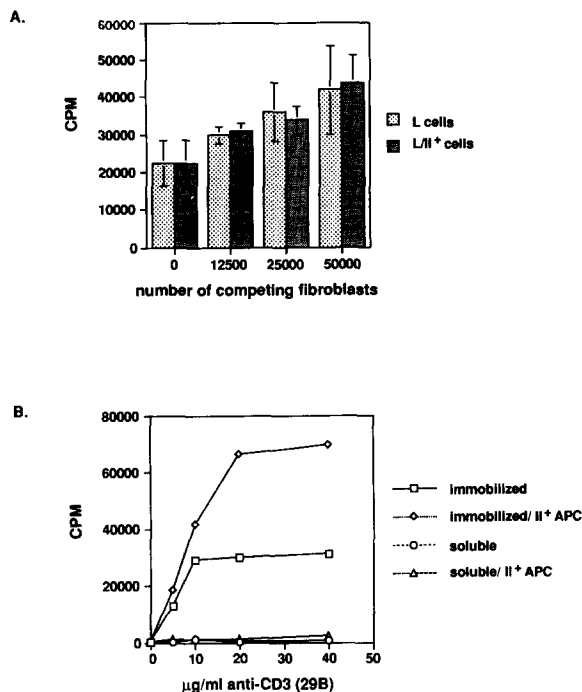 A.
60000
50000
40000
30000
20000
10000
0
CPM
0 12500 25000 50000
number of competing fibroblasts
L cells
L/II+ cells
B.
80000
60000
40000
20000
0
CPM
0 10 20 30 40 50
µg/ml anti-CD3 (29B)
immobilized
immobilized/ II+ APC
soluble
soluble/ II+ APC